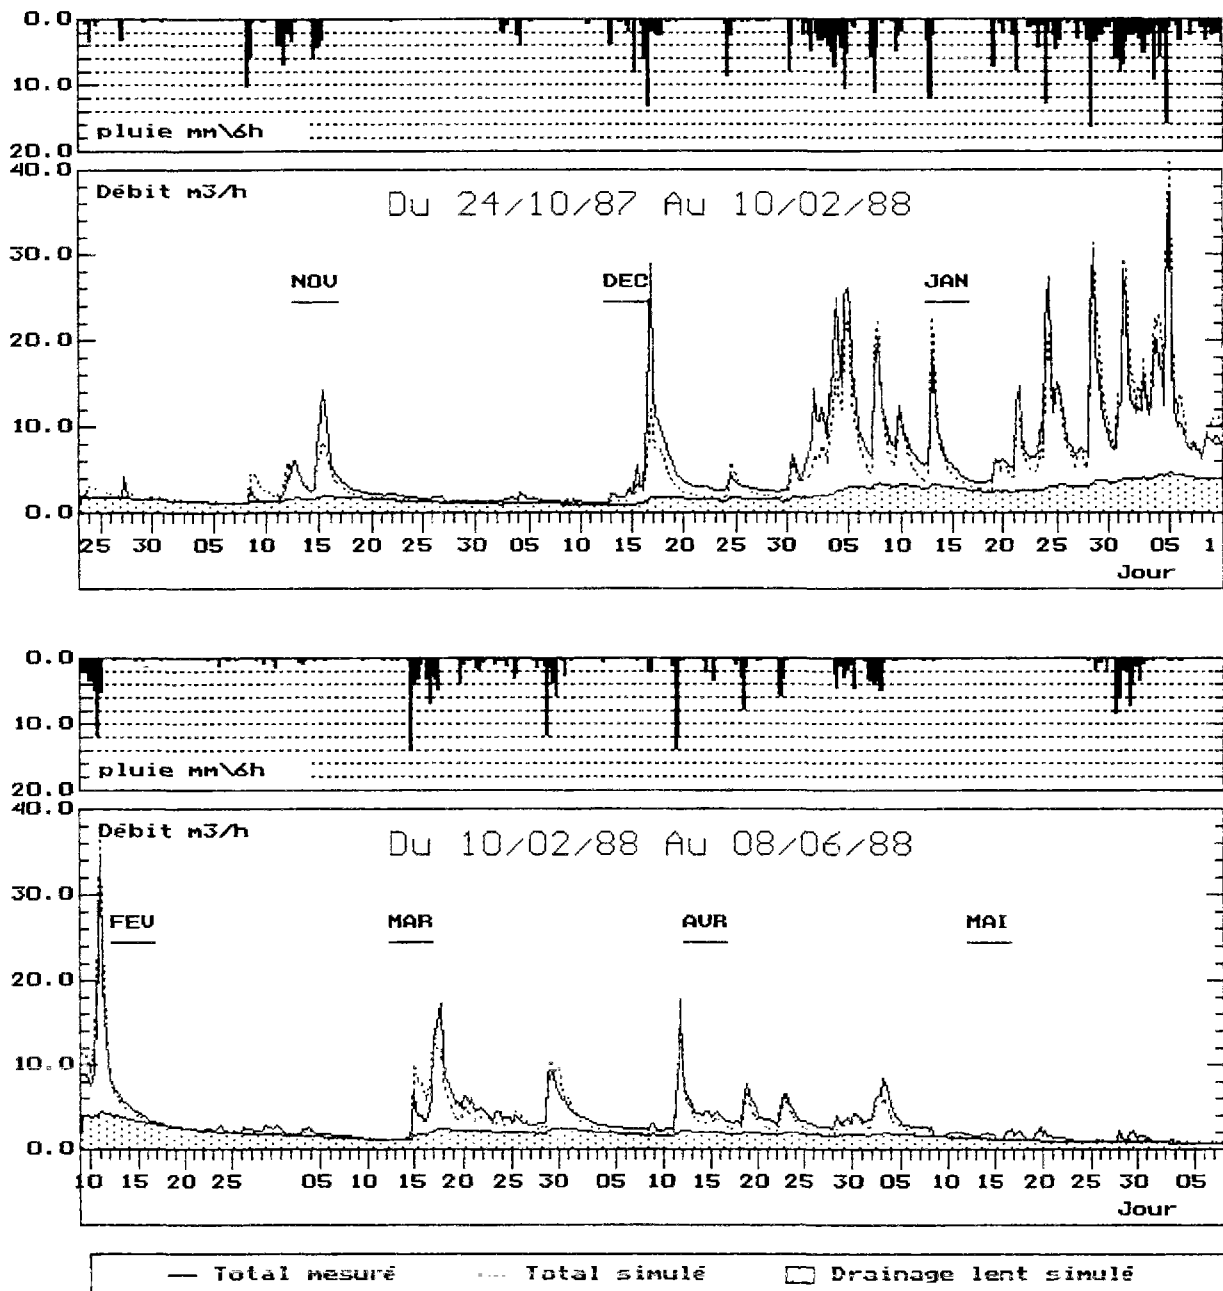 0.0
10.0
pluie mm\6h
20.0
40.0
Débit m3/h
Du 24/10/87 Au 10/02/88
30.0
NOV DEC JAN
20.0
10.0
0.0
25 30 05 10 15 20 25 30 05 10 15 20 25 30 05 10 15 20 25 30 05 1
Jour
0.0
10.0
pluie mm\6h
20.0
40.0
Débit m3/h
Du 10/02/88 Au 08/06/88
30.0
FEV MAR AVR MAI
20.0
10.0
0.0
10 15 20 25 05 10 15 20 25 30 05 10 15 20 25 30 05 10 15 20 25 30 05
Jour
Total mesuré Total simulé Drainage lent simulé